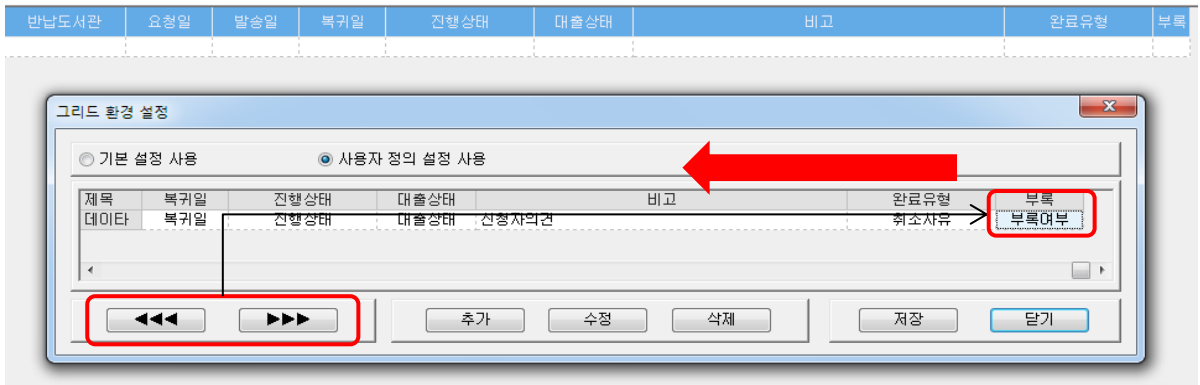 반납도서관 요청일 발송일 복귀일 진행상태 대출상태 비고 완료유형 부록
그리드 환경 설정
기본 설정 사용 사용자 정의 설정 사용
제목 복귀일 진행상태 대출상태 비고 완료유형 부록
데이타 복귀일 진행상태 대출상태 신청자의견 취소사유 부록여부
◀◀◀ ▶▶▶ 추가 수정 삭제 저장 닫기